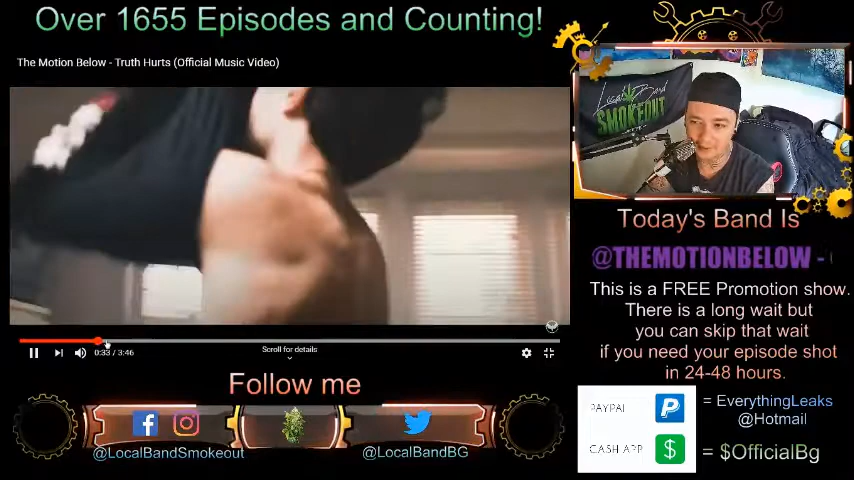 Over 1655 Episodes and Counting!
The Motion Below - Truth Hurts (Official Music Video)
Local Band
SMOKEOUT
Today's Band Is
@THEMOTIONBELOW -
This is a FREE Promotion show.
There is a long wait but
you can skip that wait
if you need your episode shot
in 24-48 hours.
0:33 / 3:46
Scroll for details
Follow me
@LocalBandSmokeout
@LocalBandBG
PAYPAL
= EverythingLeaks
@Hotmail
CASH APP
= $OfficialBg